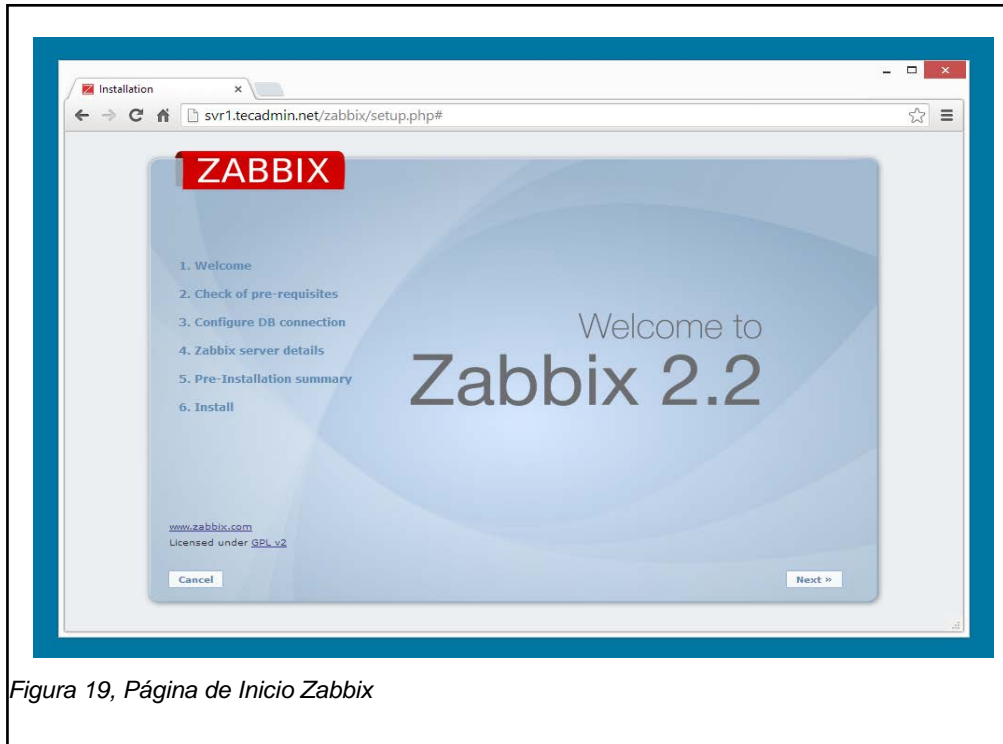 Installation
svr1.tecadmin.net/zabbix/setup.php#
ZABBIX
1. Welcome
2. Check of pre-requisites
3. Configure DB connection
4. Zabbix server details
5. Pre-Installation summary
6. Install
Welcome to
Zabbix 2.2
www.zabbix.com
Licensed under GPL v2
Cancel
Next »
Figura 19, Página de Inicio Zabbix